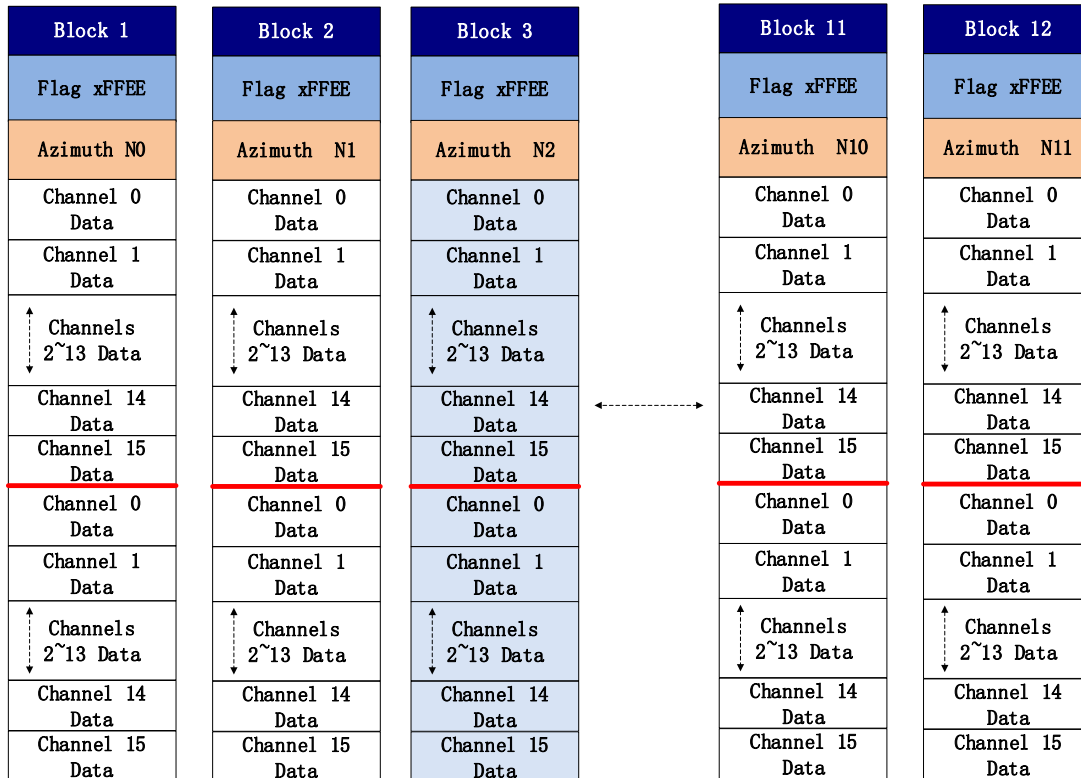 Block 1
Flag xFFEE
Azimuth N0
Channel 0
Data
Channel 1
Data
Channels
2~13 Data
Channel 14
Data
Channel 15
Data
Channel 0
Data
Channel 1
Data
Channels
2~13 Data
Channel 14
Data
Channel 15
Data
Block 2
Flag xFFEE
Azimuth N1
Channel 0
Data
Channel 1
Data
Channels
2~13 Data
Channel 14
Data
Channel 15
Data
Channel 0
Data
Channel 1
Data
Channels
2~13 Data
Channel 14
Data
Channel 15
Data
Block 3
Flag xFFEE
Azimuth N2
Channel 0
Data
Channel 1
Data
Channels
2~13 Data
Channel 14
Data
Channel 15
Data
Channel 0
Data
Channel 1
Data
Channels
2~13 Data
Channel 14
Data
Channel 15
Data
Block 11
Flag xFFEE
Azimuth N10
Channel 0
Data
Channel 1
Data
Channels
2~13 Data
Channel 14
Data
Channel 15
Data
Channel 0
Data
Channel 1
Data
Channels
2~13 Data
Channel 14
Data
Channel 15
Data
Block 12
Flag xFFEE
Azimuth N11
Channel 0
Data
Channel 1
Data
Channels
2~13 Data
Channel 14
Data
Channel 15
Data
Channel 0
Data
Channel 1
Data
Channels
2~13 Data
Channel 14
Data
Channel 15
Data